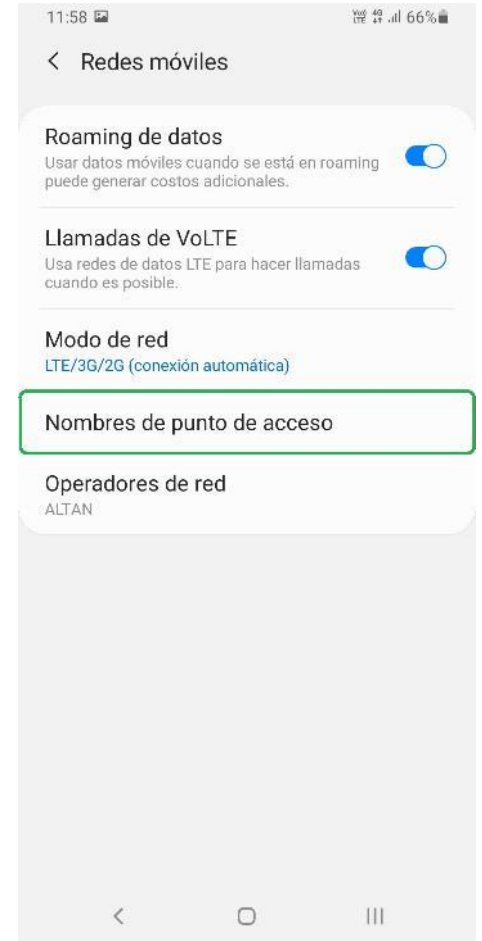 11:58
66%
Redes móviles
Roaming de datos
Usar datos móviles cuando se está en roaming
puede generar costos adicionales.
Llamadas de VoLTE
Usa redes de datos LTE para hacer llamadas
cuando es posible.
Modo de red
LTE/3G/2G (conexión automática)
Nombres de punto de acceso
Operadores de red
ALTAN